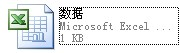 数据
Microsoft Excel ...
1 KB